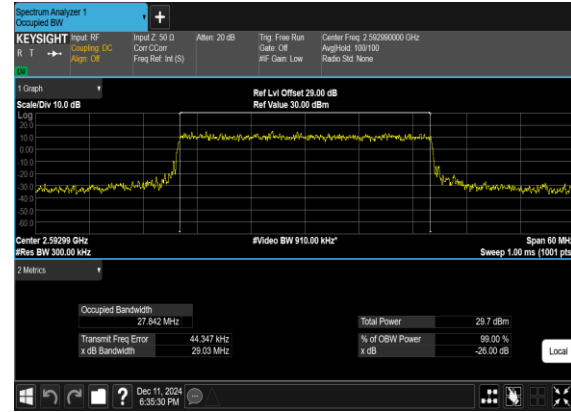 Spectrum Analyzer 1
Occupied BW
KEYSIGHT
R T
LV
Input: RF
Coupling: DC
Align: Off
Input Z: 50 Ω
Corr CCorr
Freq Ref: Int (S)
Atten: 20 dB
Trig: Free Run
Gate: Off
#IF Gain: Low
Center Freq: 2.592990000 GHz
Avg|Hold: 100/100
Radio Std: None
1 Graph
Scale/Div 10.0 dB
Ref Lvl Offset 29.00 dB
Ref Value 30.00 dBm
Log
20.0
10.0
0.00
-10.0
-20.0
-30.0
-40.0
-50.0
-60.0
Center 2.59299 GHz
#Res BW 300.00 kHz
#Video BW 910.00 kHz*
Span 60 MHz
Sweep 1.00 ms (1001 pts
2 Metrics
Occupied Bandwidth
27.842 MHz
Transmit Freq Error 44.347 kHz
x dB Bandwidth 29.03 MHz
Total Power 29.7 dBm
% of OBW Power 99.00 %
x dB -26.00 dB
Local
?
Dec 11, 2024
6:35:30 PM